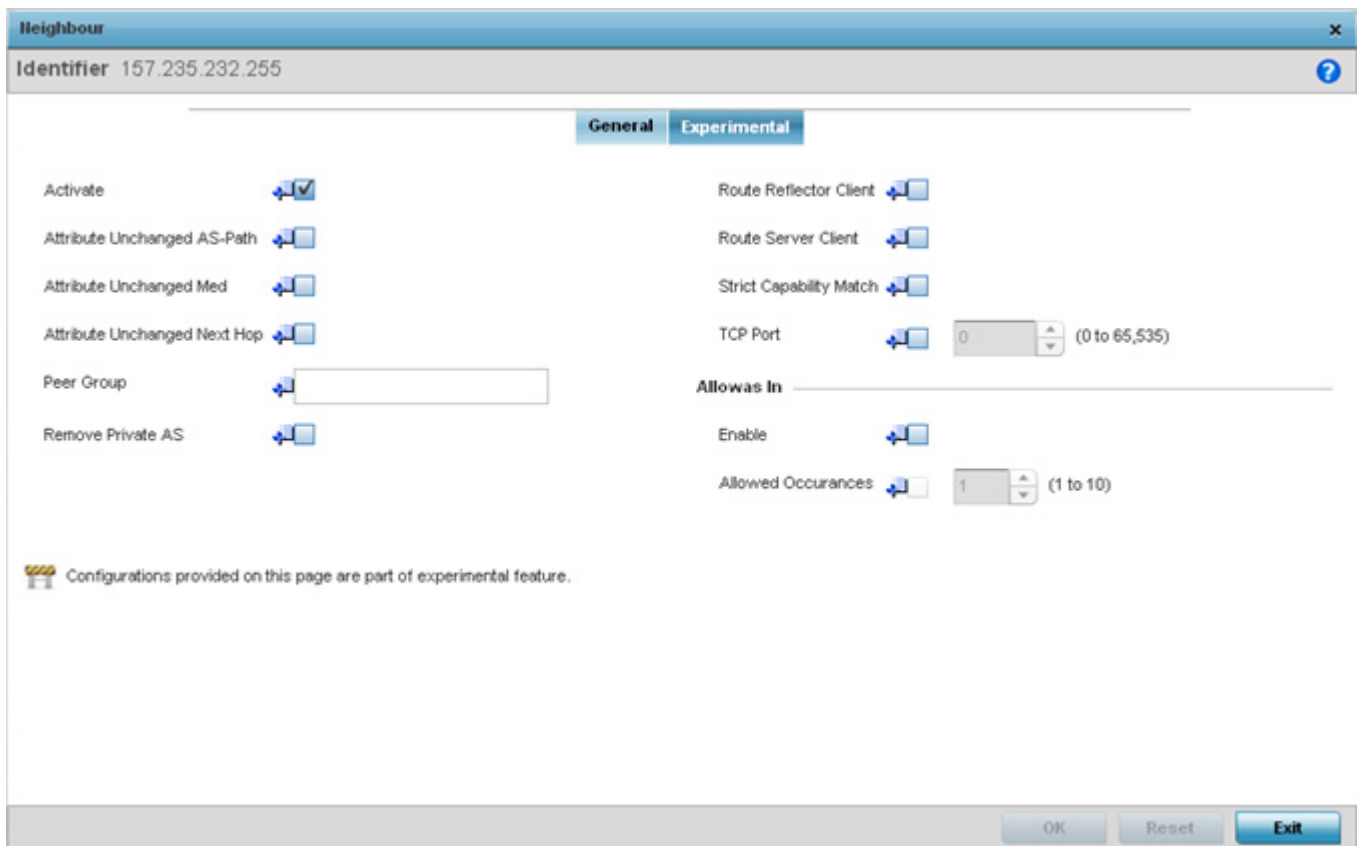 Neighbour
Identifier 157.235.232.255
General Experimental
Activate
Attribute Unchanged AS-Path
Attribute Unchanged Med
Attribute Unchanged Next Hop
Peer Group
Remove Private AS
Route Reflector Client
Route Server Client
Strict Capability Match
TCP Port 0 (0 to 65,535)
Allowas In
Enable
Allowed Occurances 1 (1 to 10)
Configurations provided on this page are part of experimental feature.
OK Reset Exit